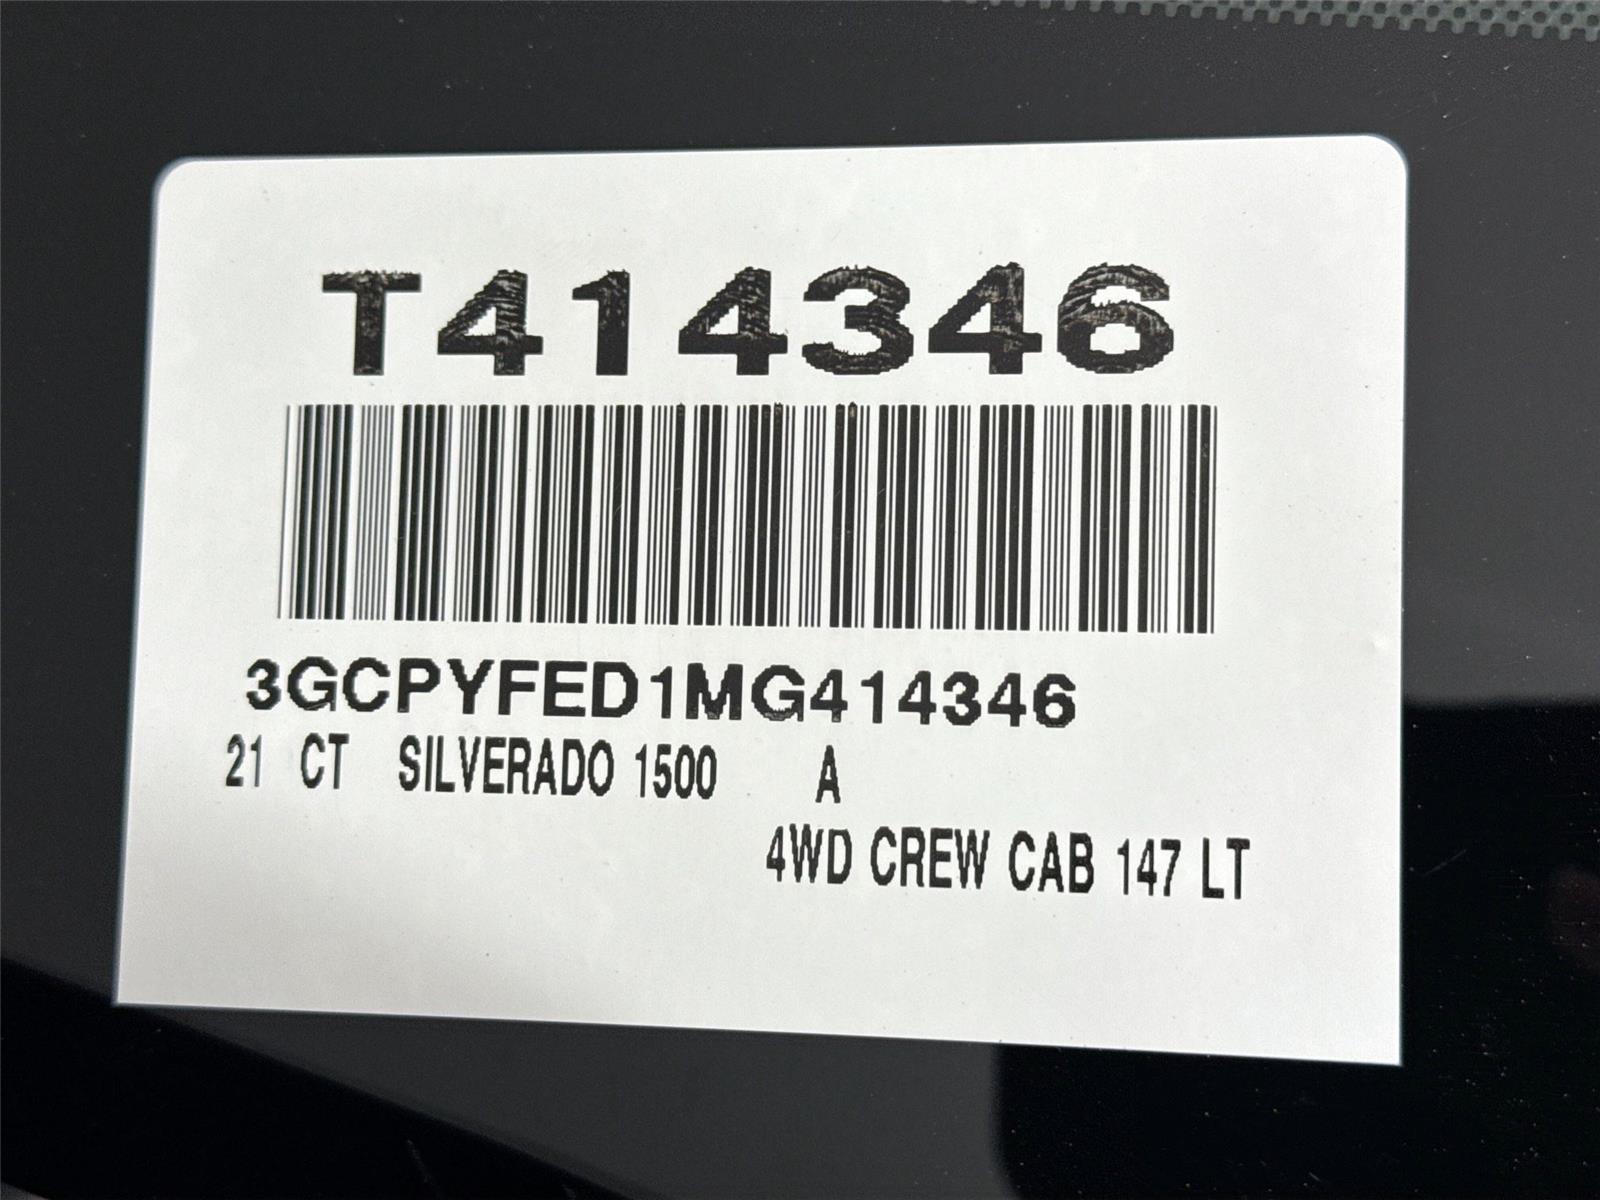 T414346
3GCPYFED1MG414346
21 CT SILVERADO 1500 A
4WD CREW CAB 147 LT